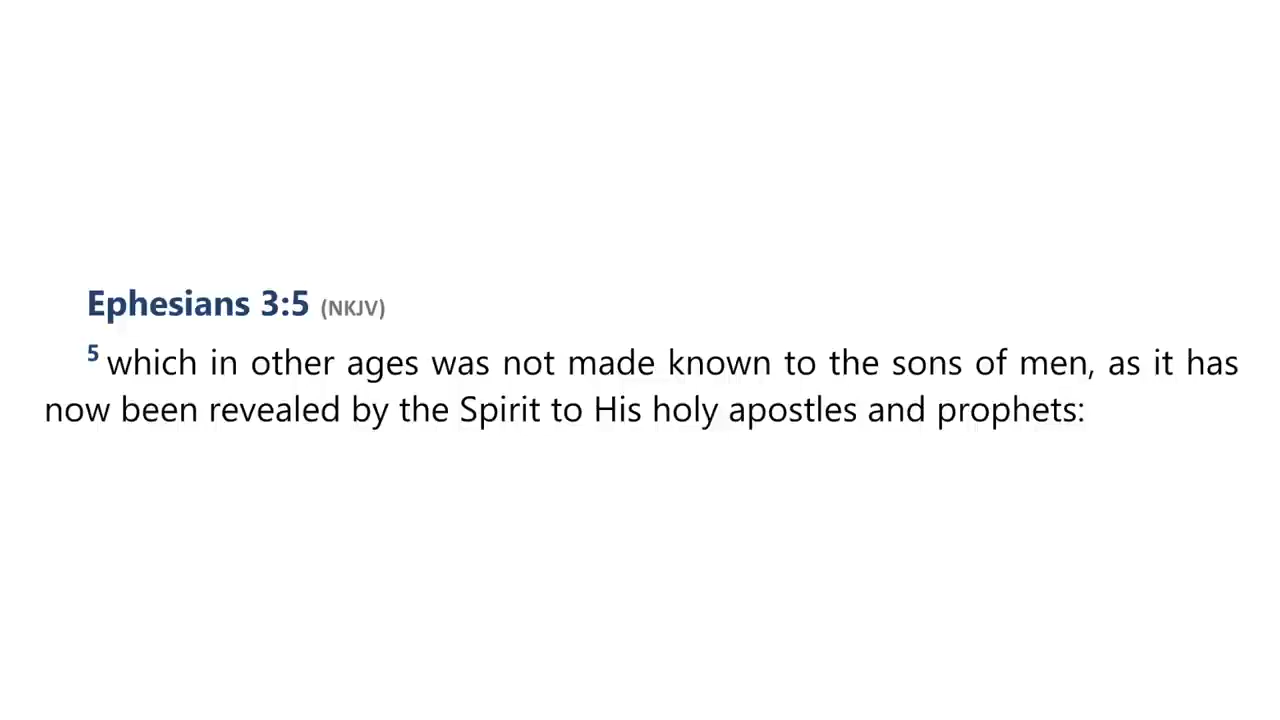 Ephesians 3:5 (NKJV)
5 which in other ages was not made known to the sons of men, as it has
now been revealed by the Spirit to His holy apostles and prophets: